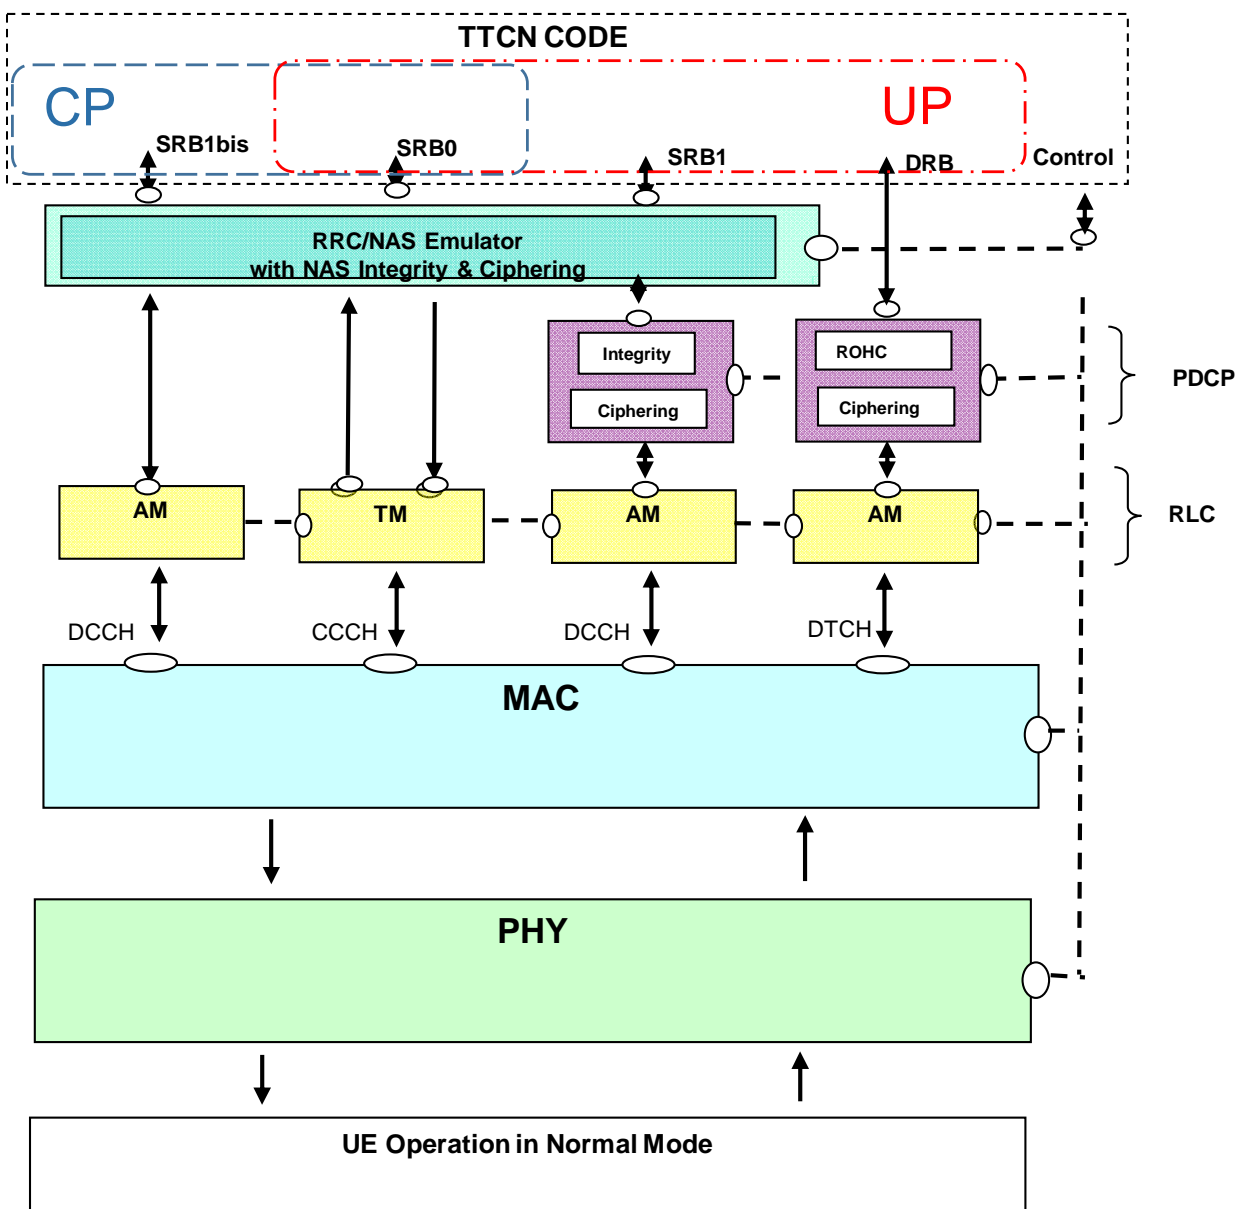 TTCN CODE
CP
UP
SRB1bis
SRB0
SRB1
DRB
Control
RRC/NAS Emulator
with NAS Integrity & Ciphering
Integrity
Ciphering
ROHC
Ciphering
PDCP
AM
TM
AM
AM
RLC
DCCH
CCCH
DCCH
DTCH
MAC
PHY
UE Operation in Normal Mode